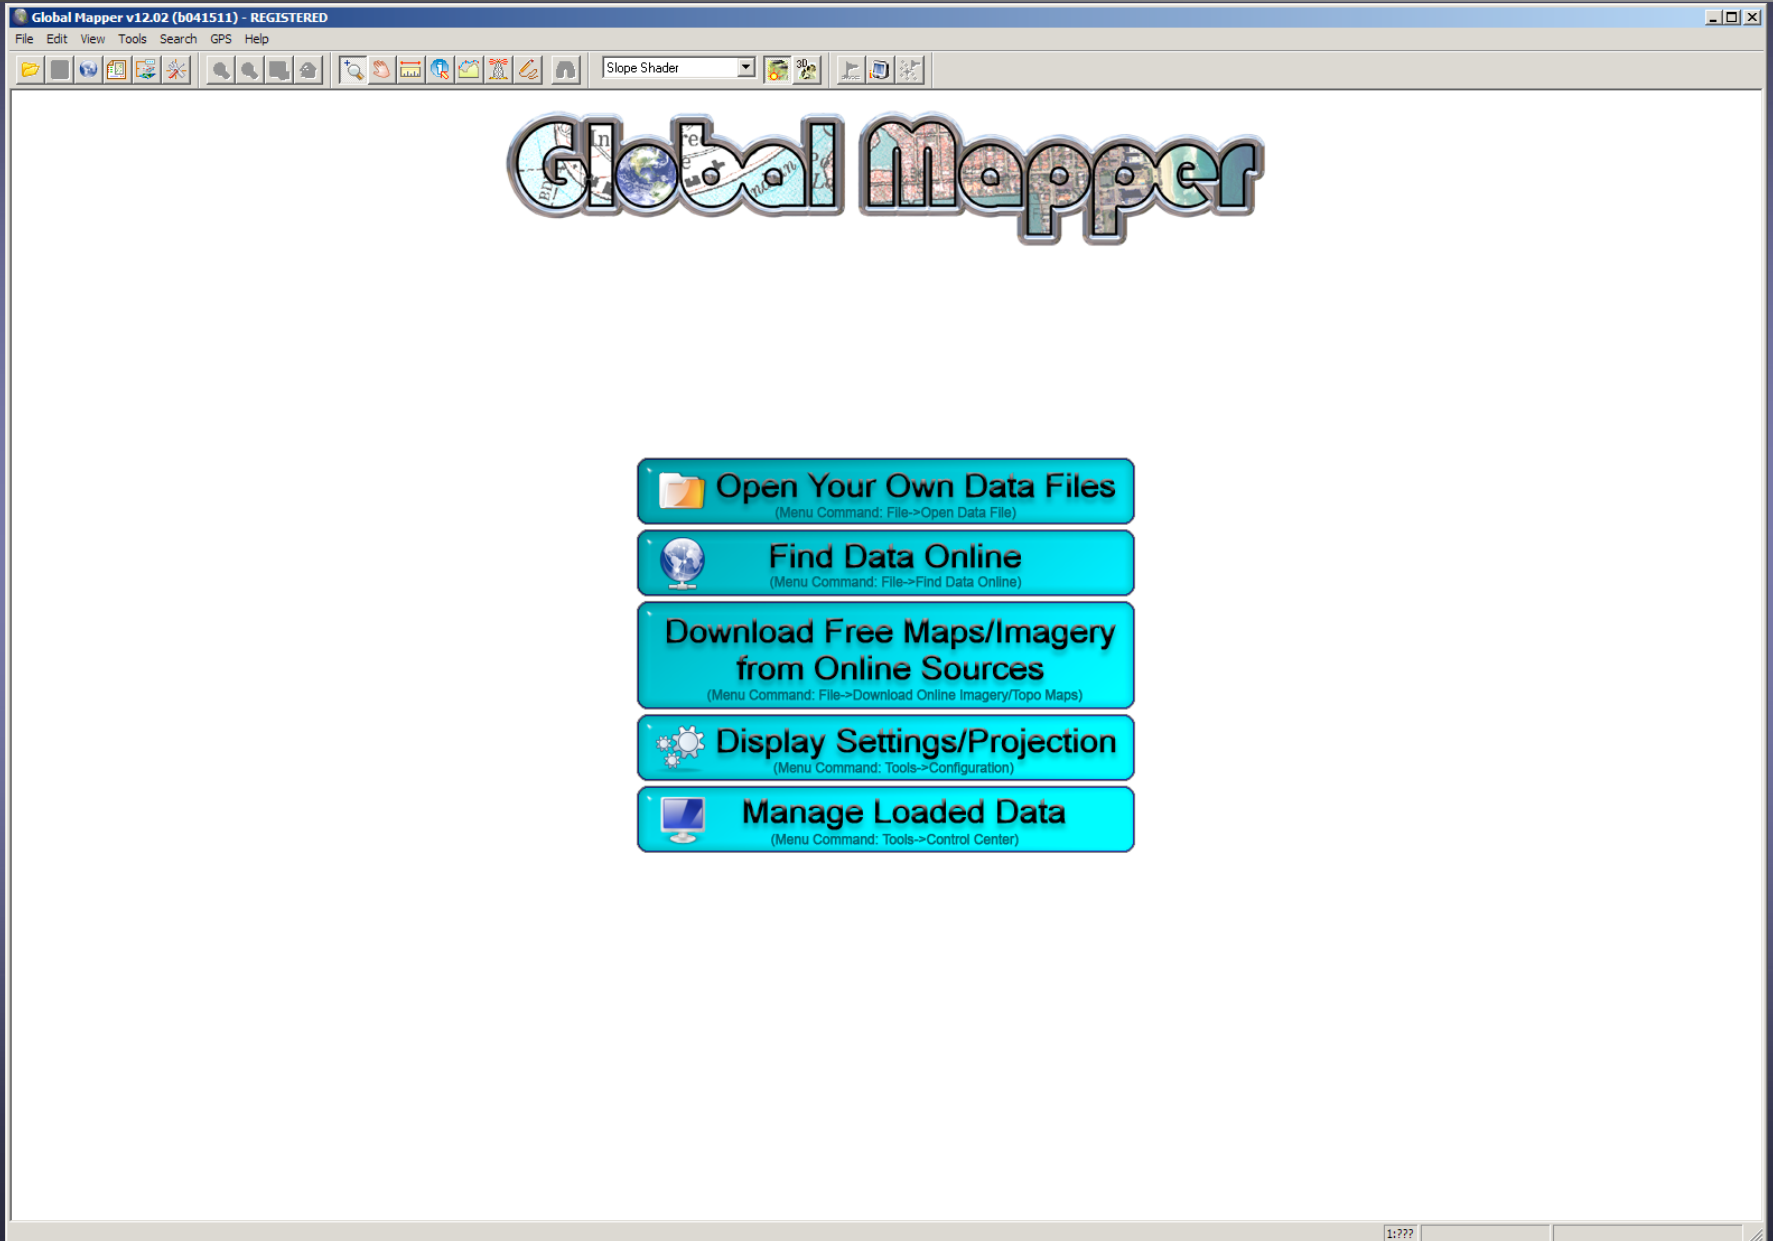 Global Mapper v12.02 (b041511) - REGISTERED
File Edit View Tools Search GPS Help
Slope Shader
3D
Global Mapper
Open Your Own Data Files
(Menu Command: File->Open Data File)
Find Data Online
(Menu Command: File->Find Data Online)
Download Free Maps/Imagery
from Online Sources
(Menu Command: File->Download Online Imagery/Topo Maps)
Display Settings/Projection
(Menu Command: Tools->Configuration)
Manage Loaded Data
(Menu Command: Tools->Control Center)
1:???